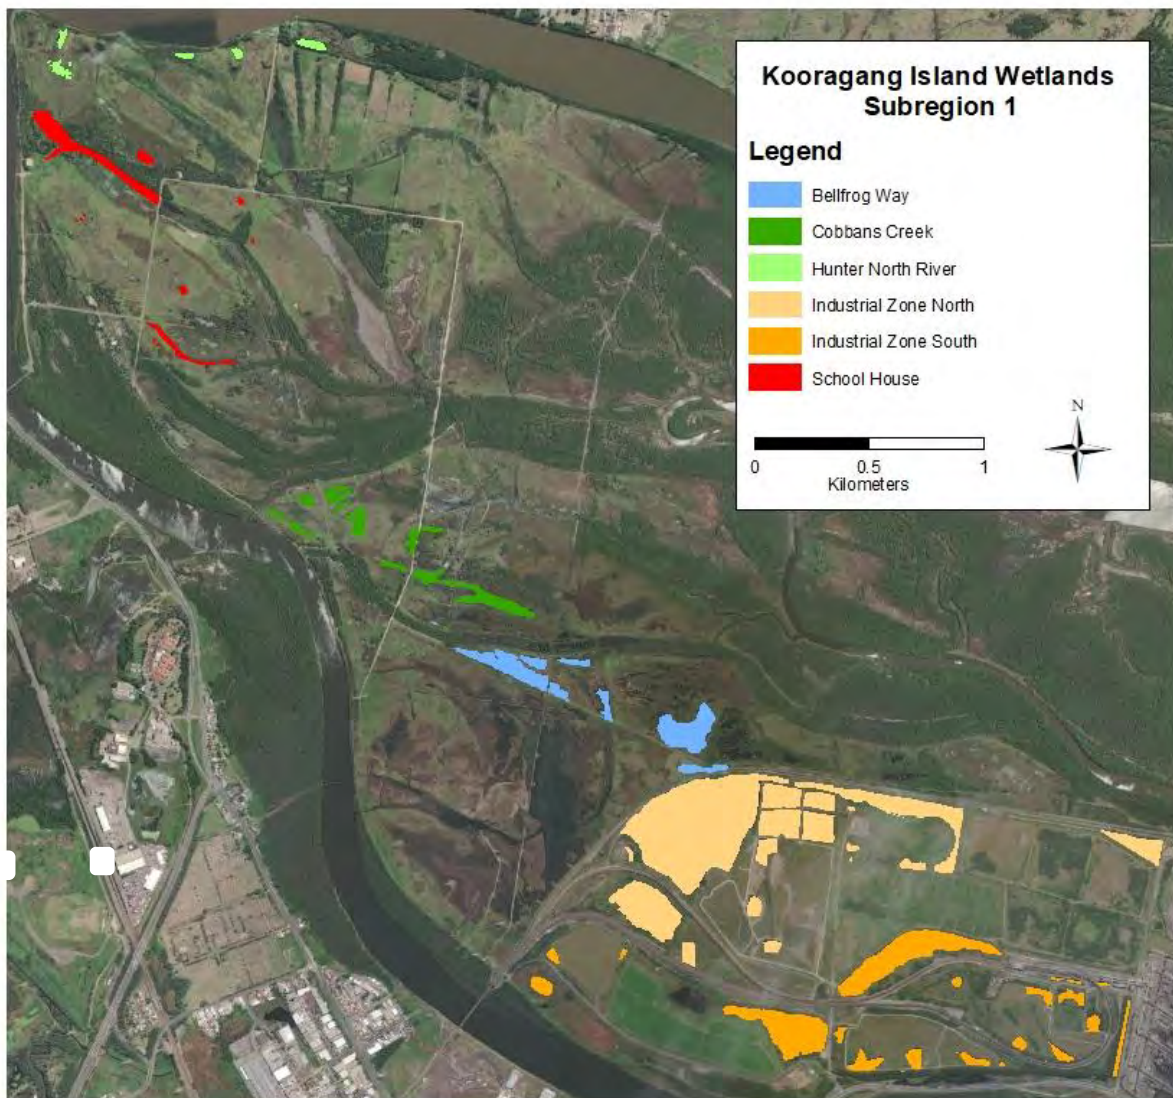 Kooragang Island Wetlands
Subregion 1
Legend
Bellfrog Way
Cobbans Creek
Hunter North River
Industrial Zone North
Industrial Zone South
School House
N
0 0.5 1
Kilometers